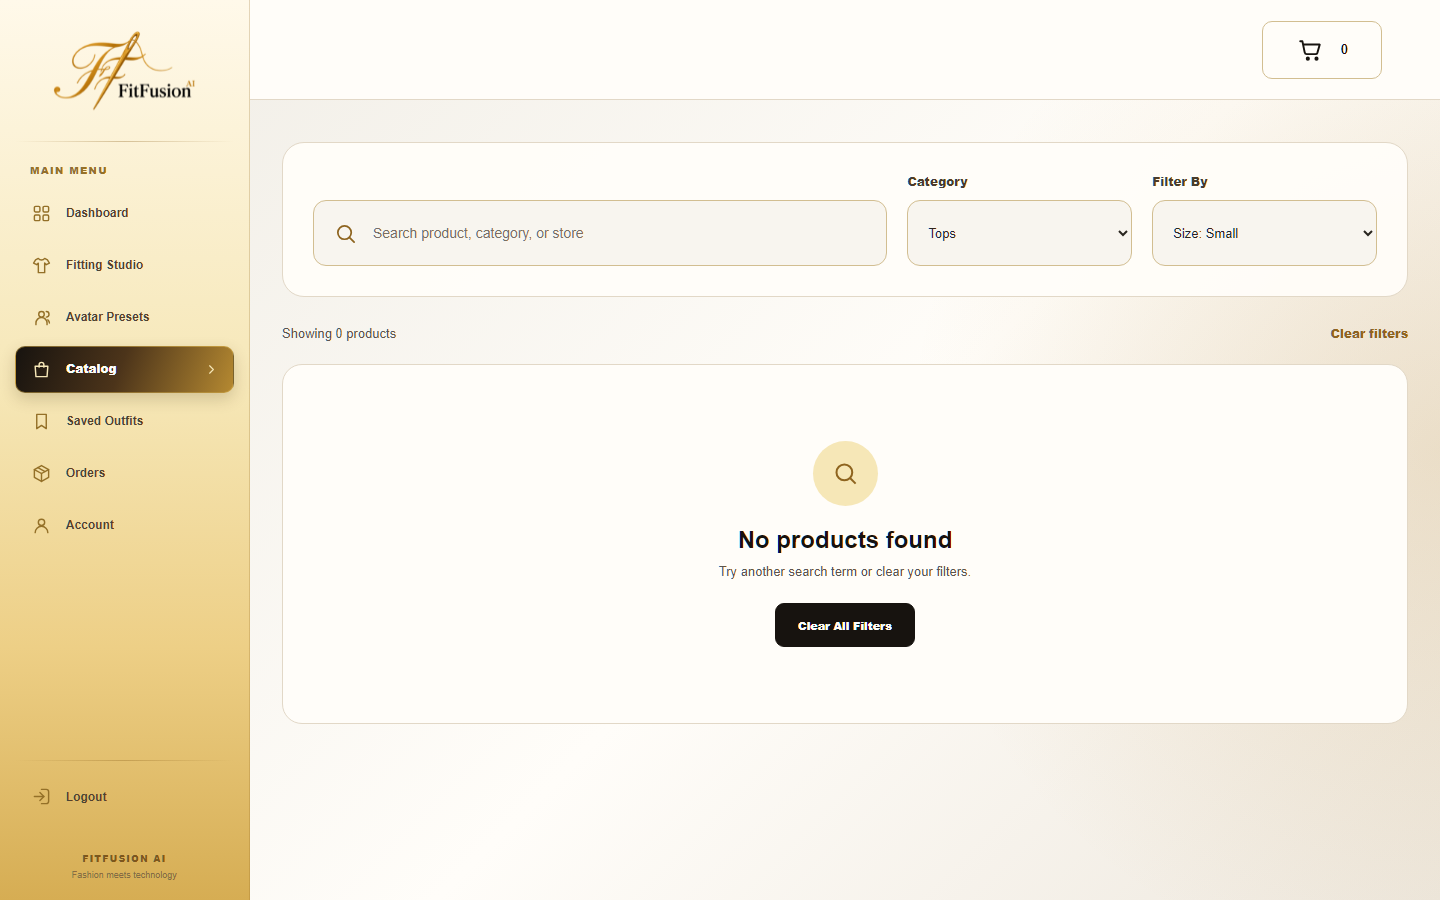 FitFusion AI
MAIN MENU
Dashboard
Fitting Studio
Avatar Presets
Catalog
Saved Outfits
Orders
Account
Logout
FITFUSION AI
Fashion meets technology
0
Category
Filter By
Search product, category, or store
Tops
Size: Small
Showing 0 products
Clear filters
No products found
Try another search term or clear your filters.
Clear All Filters